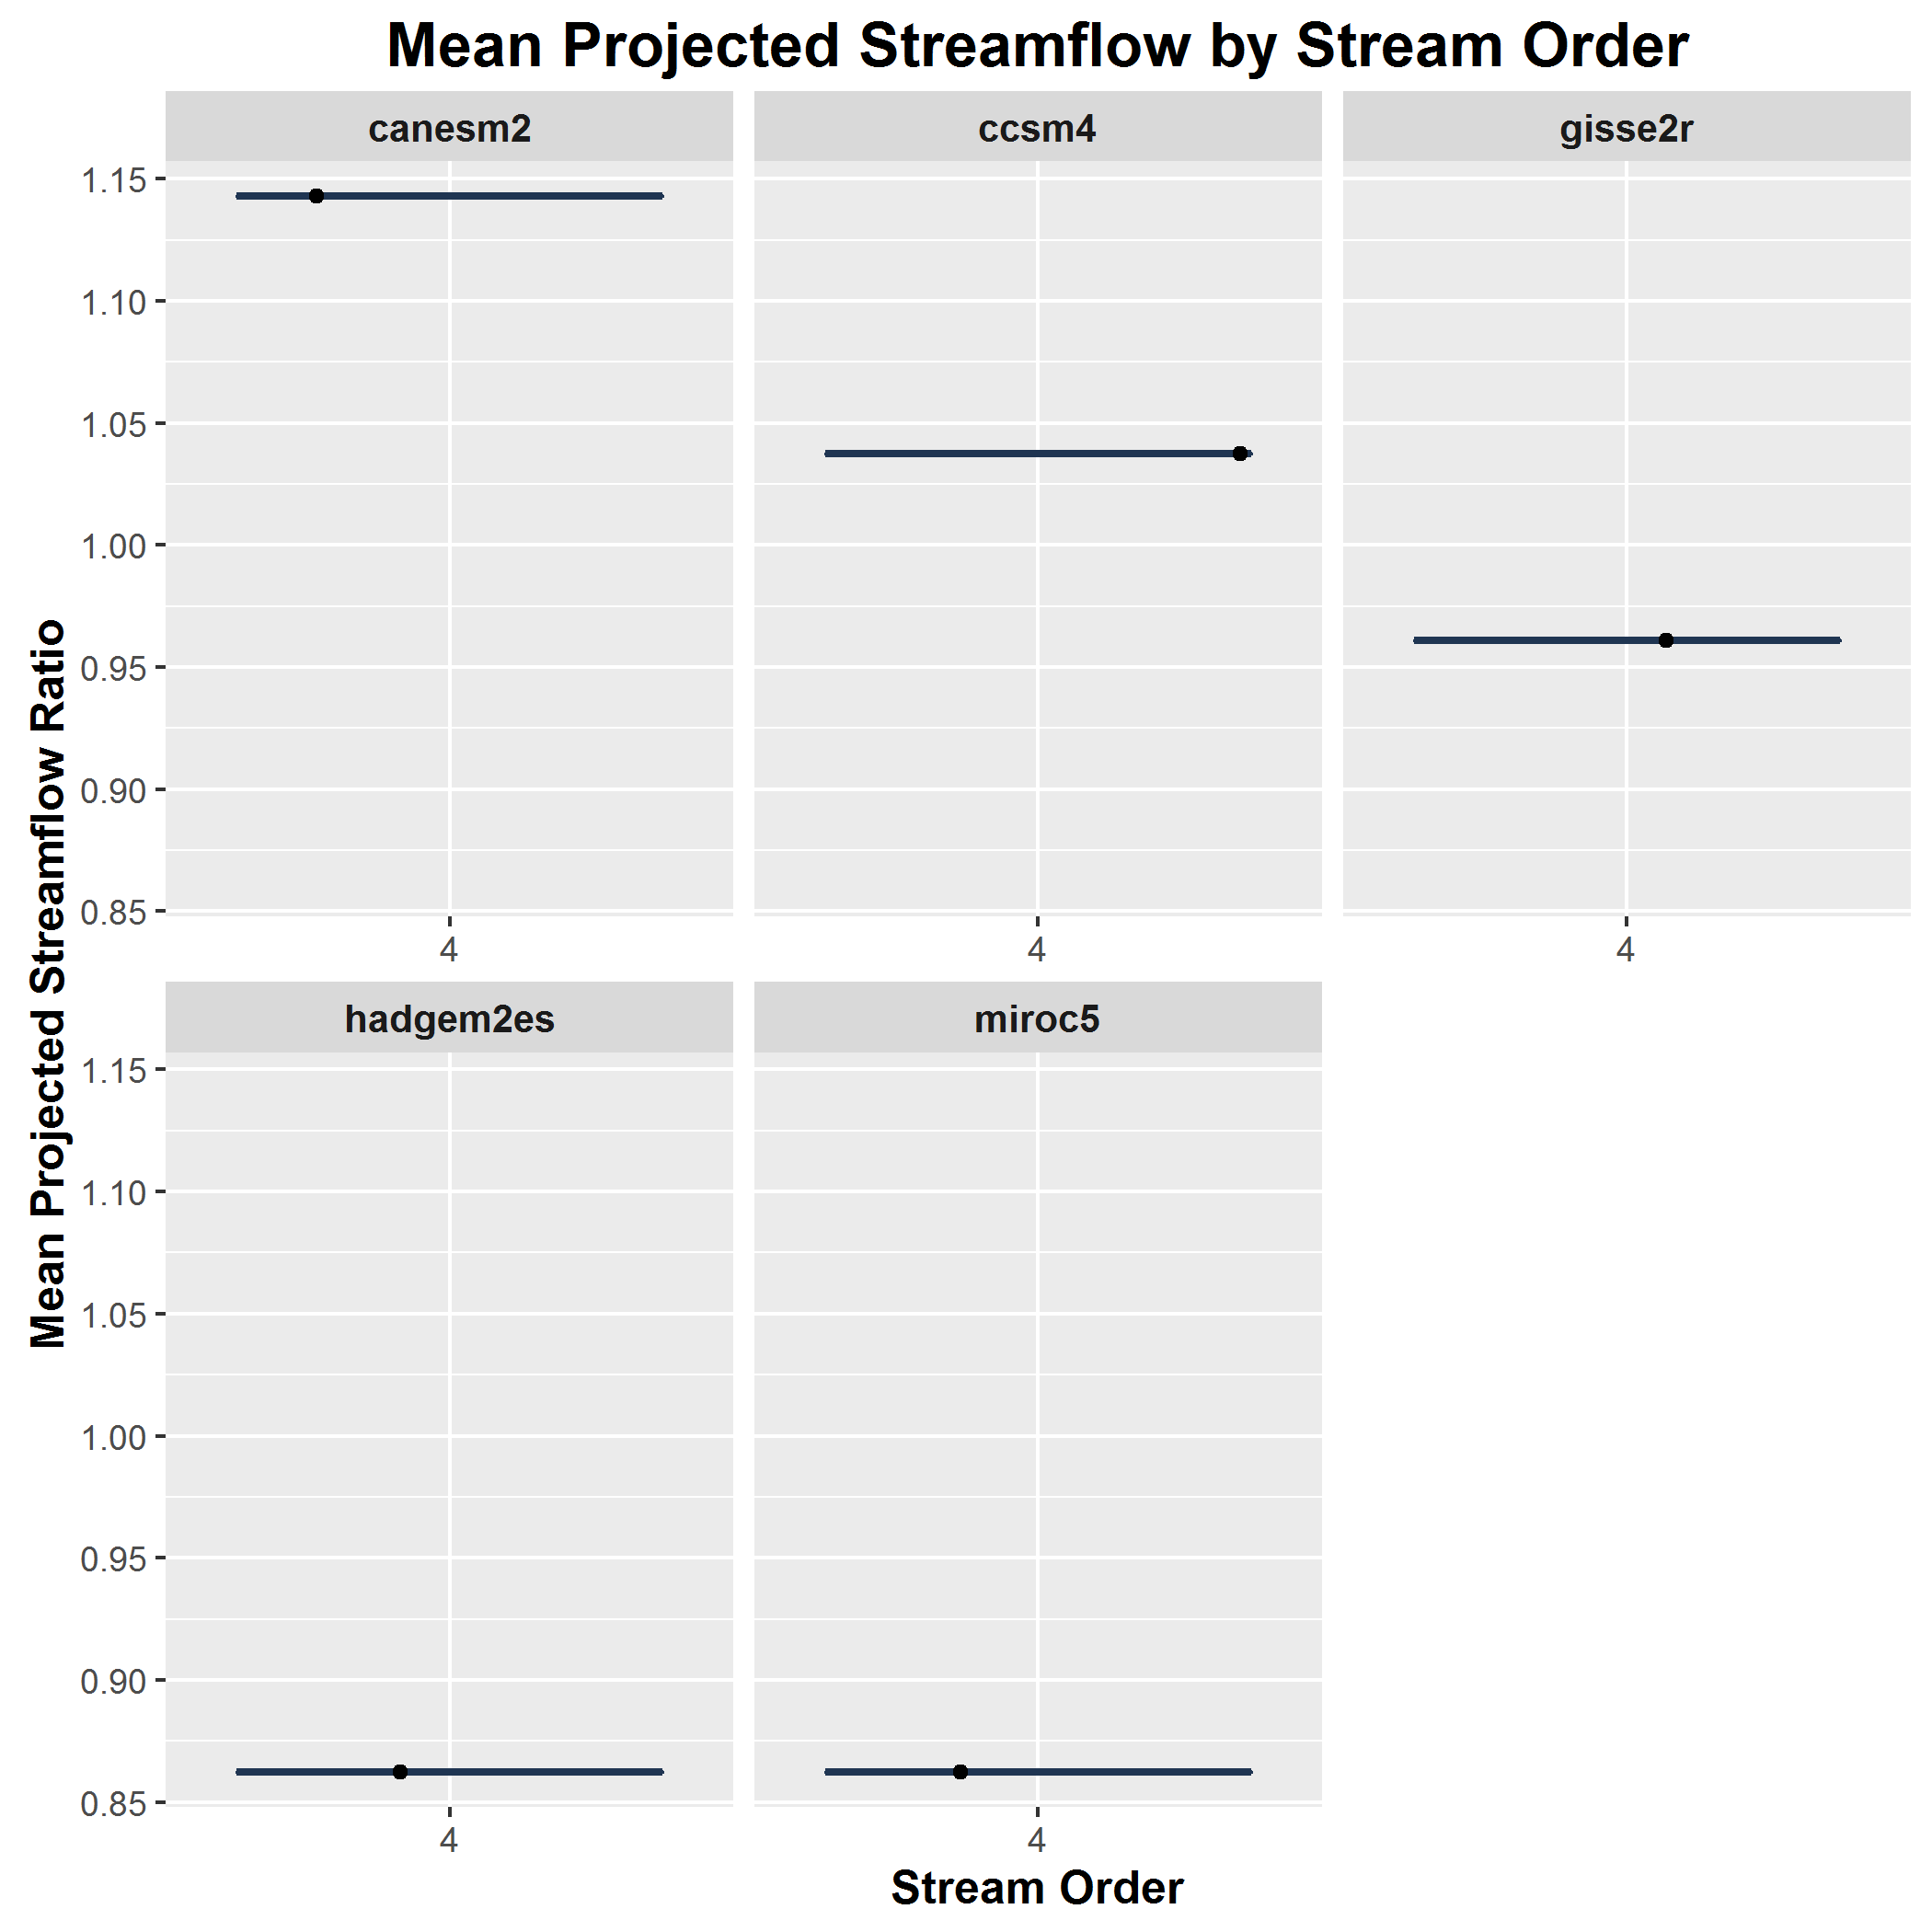 Mean Projected Streamflow by Stream Order
canesm2
ccsm4
gisse2r
1.15
1.10
1.05
1.00
0.95
0.90
0.85
4
4
4
Mean Projected Streamflow Ratio
hadgem2es
miroc5
1.15
1.10
1.05
1.00
0.95
0.90
0.85
4
4
Stream Order